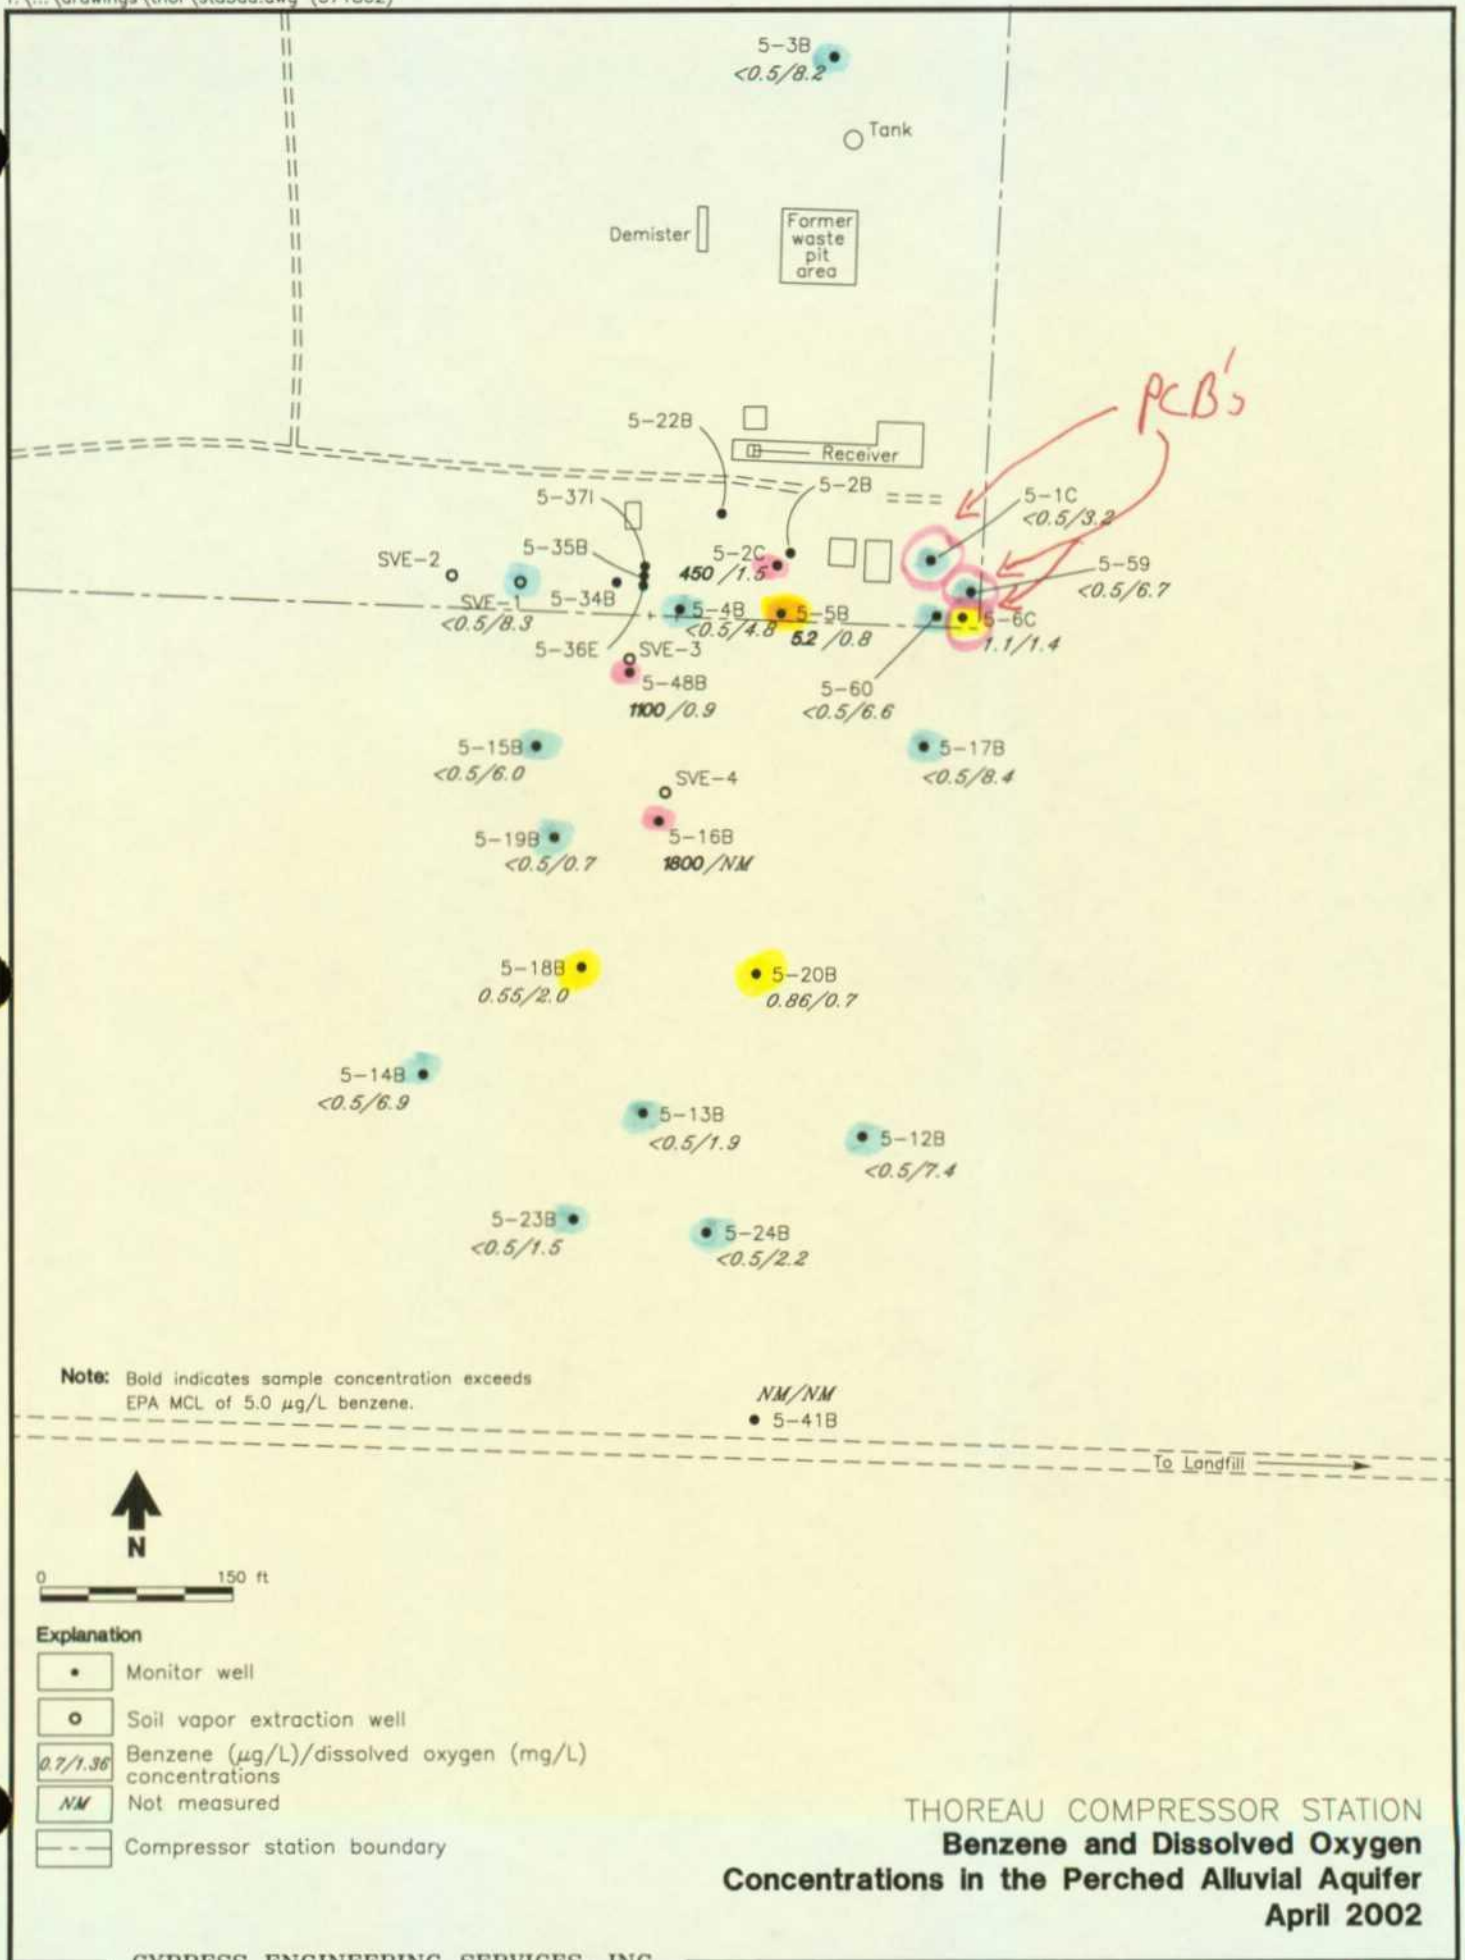 5-3B
<0.5/8.2
Tank
Demister
Former
waste
pit
area
PCB's
5-22B
Receiver
5-2B
5-37I
5-1C
<0.5/3.2
5-35B
5-2C
450/1.5
SVE-2
5-59
<0.5/6.7
SVE-1
<0.5/8.3
5-34B
5-4B
<0.5/4.8
5-5B
5.2/0.8
5-6C
1.1/1.4
5-36E
SVE-3
5-48B
1100/0.9
5-60
<0.5/6.6
5-15B
<0.5/6.0
5-17B
<0.5/8.4
SVE-4
5-19B
<0.5/0.7
5-16B
1800/NM
5-18B
0.55/2.0
5-20B
0.86/0.7
5-14B
<0.5/6.9
5-13B
<0.5/1.9
5-12B
<0.5/7.4
5-23B
<0.5/1.5
5-24B
<0.5/2.2
Note: Bold indicates sample concentration exceeds
EPA MCL of 5.0 µg/L benzene.
NM/NM
5-41B
To Landfill
N
0 150 ft
Explanation
Monitor well
Soil vapor extraction well
0.7/1.36 Benzene (µg/L)/dissolved oxygen (mg/L)
concentrations
NM Not measured
Compressor station boundary
THOREAU COMPRESSOR STATION
Benzene and Dissolved Oxygen
Concentrations in the Perched Alluvial Aquifer
April 2002
CYPRESS ENGINEERING SERVICES, INC.